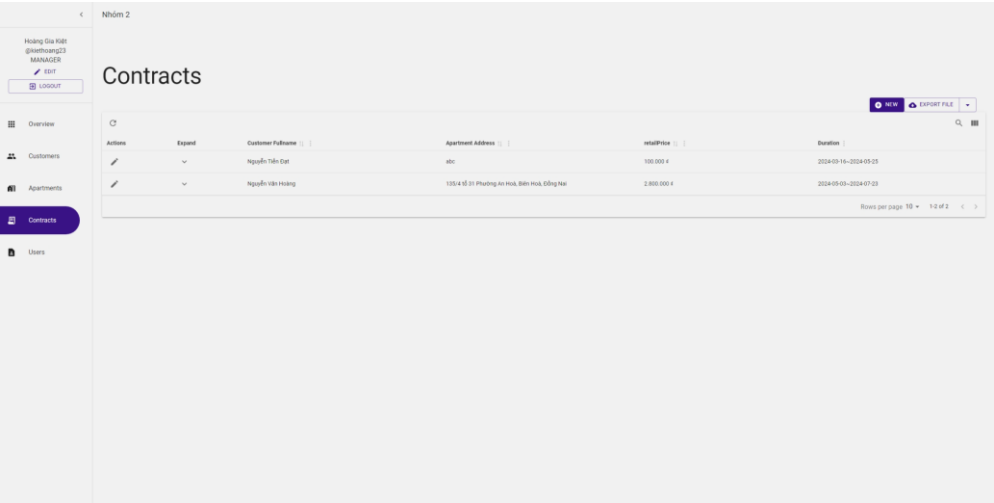 Nhóm 2
Hoàng Gia Kiệt
@kiethoang23
MANAGER
EDIT
LOGOUT
Overview
Customers
Apartments
Contracts
Users
Contracts
NEW EXPORT FILE
Actions Expand Customer Fullname Apartment Address retailPrice Duration
Nguyễn Tiến Đạt abc 100.000 ₫ 2024-03-16~2024-05-25
Nguyễn Văn Hoàng 135/4 tổ 31 Phường An Hoà, Biên Hoà, Đồng Nai 2.800.000 ₫ 2024-05-03~2024-07-23
Rows per page 10 1-2 of 2